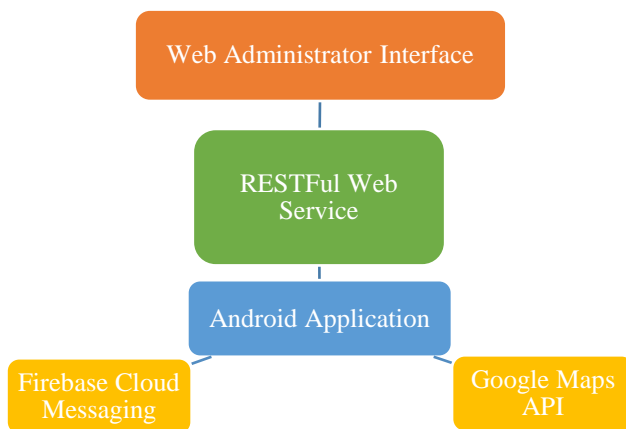 Web Administrator Interface
RESTFul Web
Service
Android Application
Firebase Cloud
Messaging
Google Maps
API